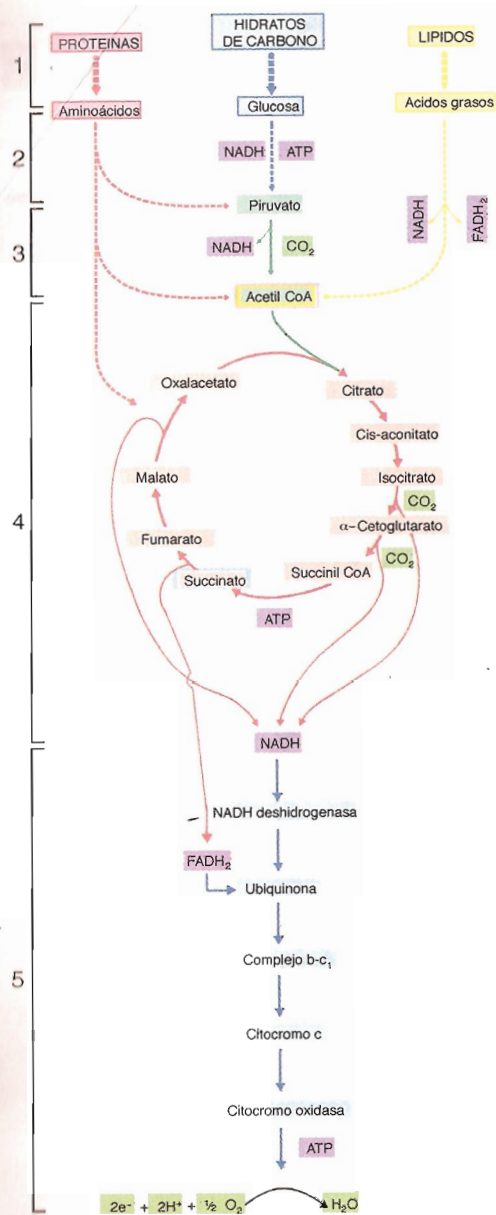 1
PROTEINAS
HIDRATOS
DE CARBONO
LIPIDOS
Aminoácidos
Glucosa
Acidos grasos
2
NADH
ATP
Piruvato
NADH
FADH₂
3
NADH
CO₂
Acetil CoA
4
Oxalacetato
Citrato
Cis-aconitato
Malato
Isocitrato
CO₂
α–Cetoglutarato
Fumarato
CO₂
Succinil CoA
Succinato
ATP
NADH
5
NADH deshidrogenasa
FADH₂
Ubiquinona
Complejo b-c₁
Citocromo c
Citocromo oxidasa
ATP
2e⁻ + 2H⁺ + ½ O₂
H₂O